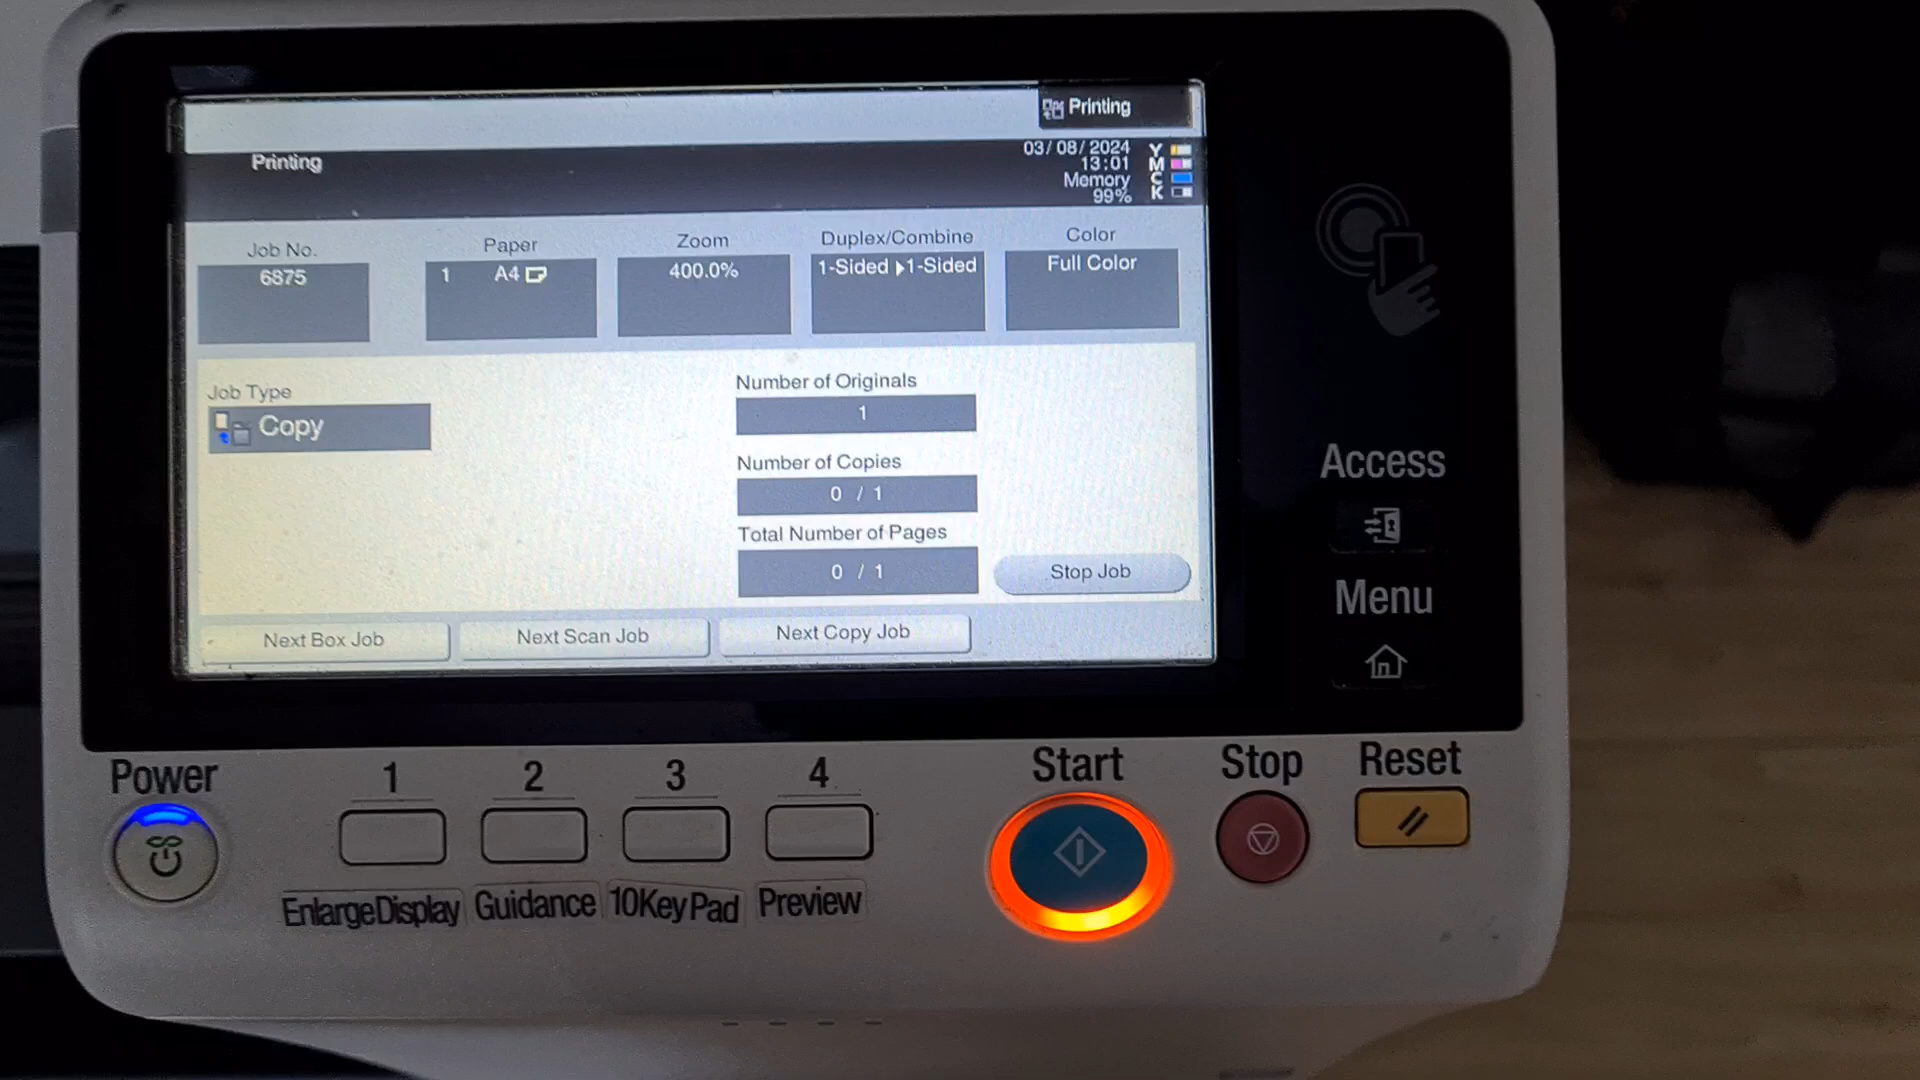 Printing
Printing
03/08/2024
13:01
Memory
99%
Y
M
C
K
Job No.
6875
Paper
1 A4
Zoom
400.0%
Duplex/Combine
1-Sided ▶1-Sided
Color
Full Color
Job Type
Copy
Number of Originals
1
Number of Copies
0 / 1
Total Number of Pages
0 / 1
Stop Job
Next Box Job
Next Scan Job
Next Copy Job
Access
Menu
Power
1
2
3
4
Start
Stop
Reset
Enlarge Display
Guidance
10 Key Pad
Preview